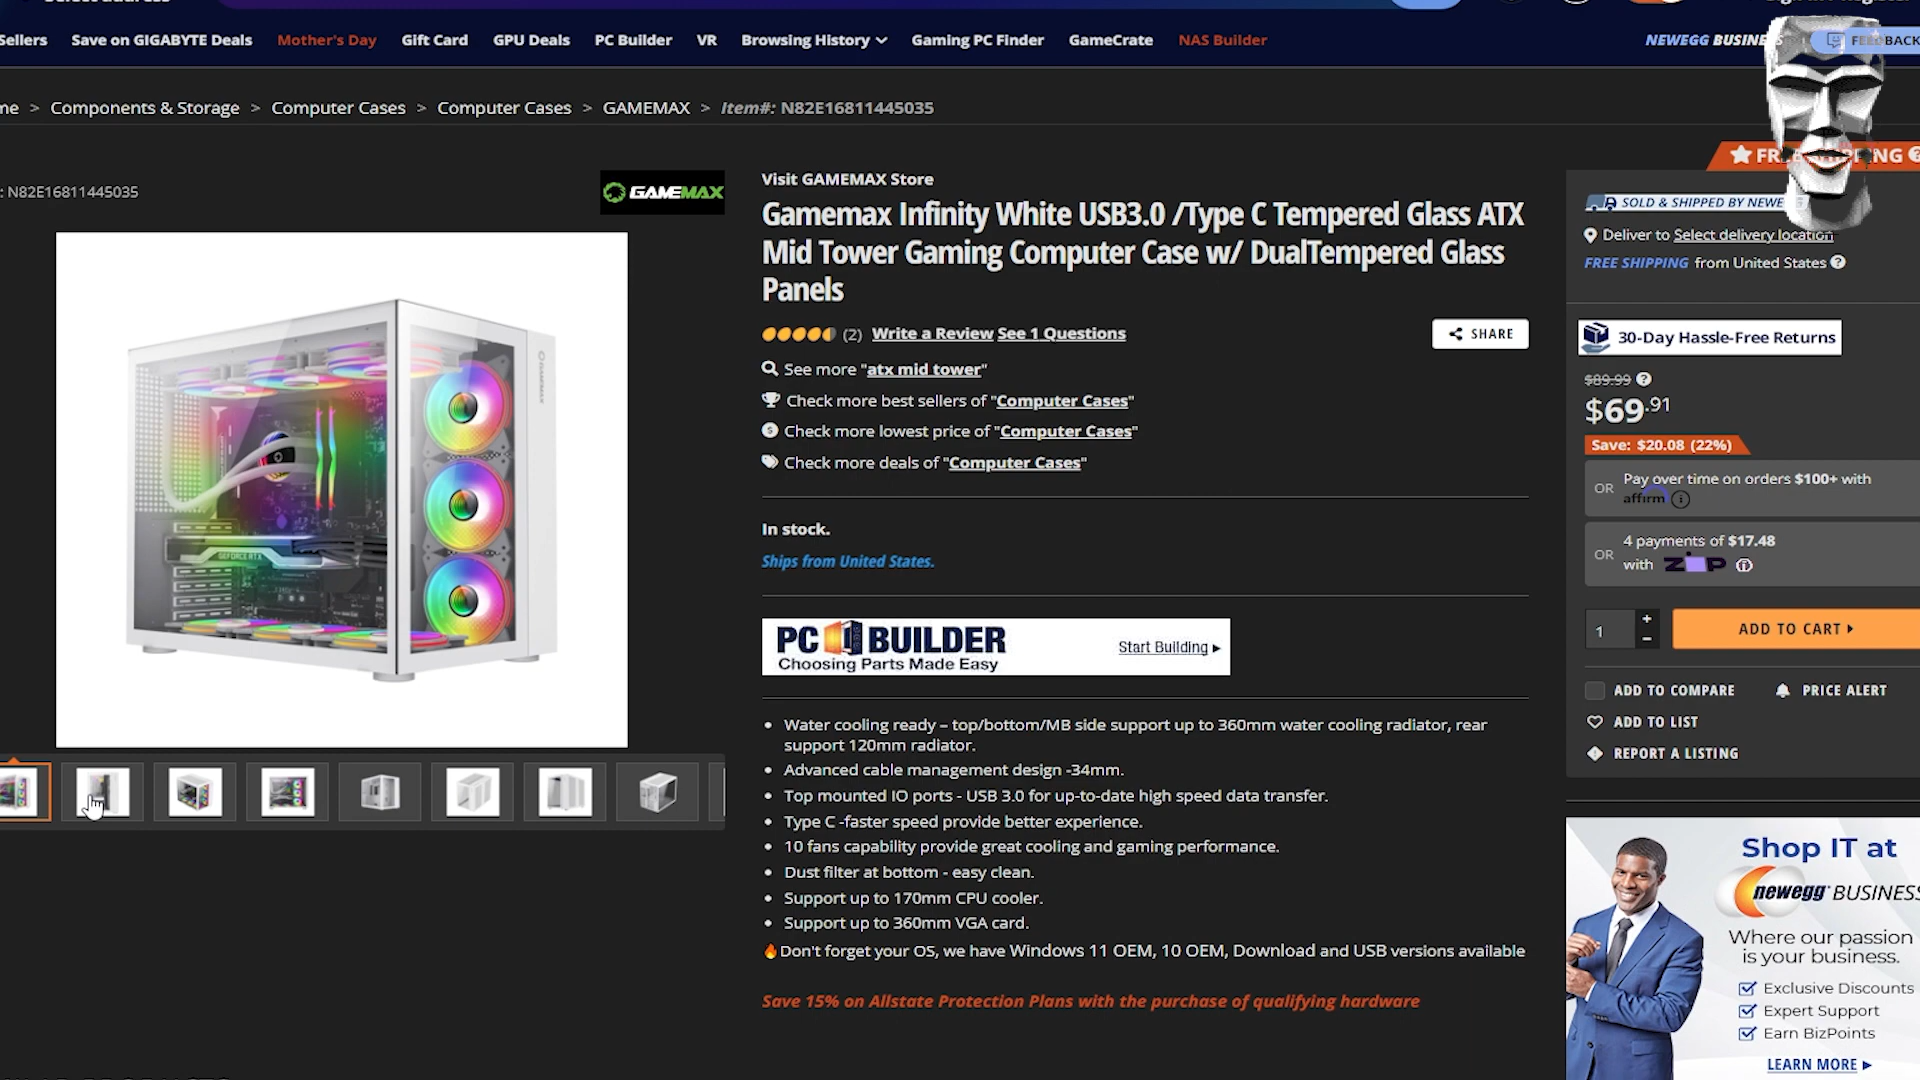 Sellers Save on GIGABYTE Deals Mother's Day Gift Card GPU Deals PC Builder VR Browsing History Gaming PC Finder GameCrate NAS Builder NEWEGG BUSINE FEEDBACK
me > Components & Storage > Computer Cases > Computer Cases > GAMEMAX > Item#: N82E16811445035
: N82E16811445035
GAMEMAX
Visit GAMEMAX Store
Gamemax Infinity White USB3.0 /Type C Tempered Glass ATX
Mid Tower Gaming Computer Case w/ DualTempered Glass
Panels
(2) Write a Review See 1 Questions
SHARE
See more "atx mid tower"
Check more best sellers of "Computer Cases"
Check more lowest price of "Computer Cases"
Check more deals of "Computer Cases"
In stock.
Ships from United States.
PC BUILDER
Choosing Parts Made Easy
Start Building ▸
• Water cooling ready – top/bottom/MB side support up to 360mm water cooling radiator, rear
support 120mm radiator.
• Advanced cable management design -34mm.
• Top mounted IO ports - USB 3.0 for up-to-date high speed data transfer.
• Type C -faster speed provide better experience.
• 10 fans capability provide great cooling and gaming performance.
• Dust filter at bottom - easy clean.
• Support up to 170mm CPU cooler.
• Support up to 360mm VGA card.
🔥Don't forget your OS, we have Windows 11 OEM, 10 OEM, Download and USB versions available
Save 15% on Allstate Protection Plans with the purchase of qualifying hardware
GEFORCE RTX
GAMEMAX
SOLD & SHIPPED BY NEWE
Deliver to Select delivery location
FREE SHIPPING from United States
30-Day Hassle-Free Returns
$89.99
$69.91
Save: $20.08 (22%)
OR Pay over time on orders $100+ with
affirm
OR 4 payments of $17.48
with ZIP
1 + −
ADD TO CART ▸
ADD TO COMPARE PRICE ALERT
ADD TO LIST
REPORT A LISTING
Shop IT at
newegg BUSINESS
Where our passion
is your business.
Exclusive Discounts
Expert Support
Earn BizPoints
LEARN MORE ▸